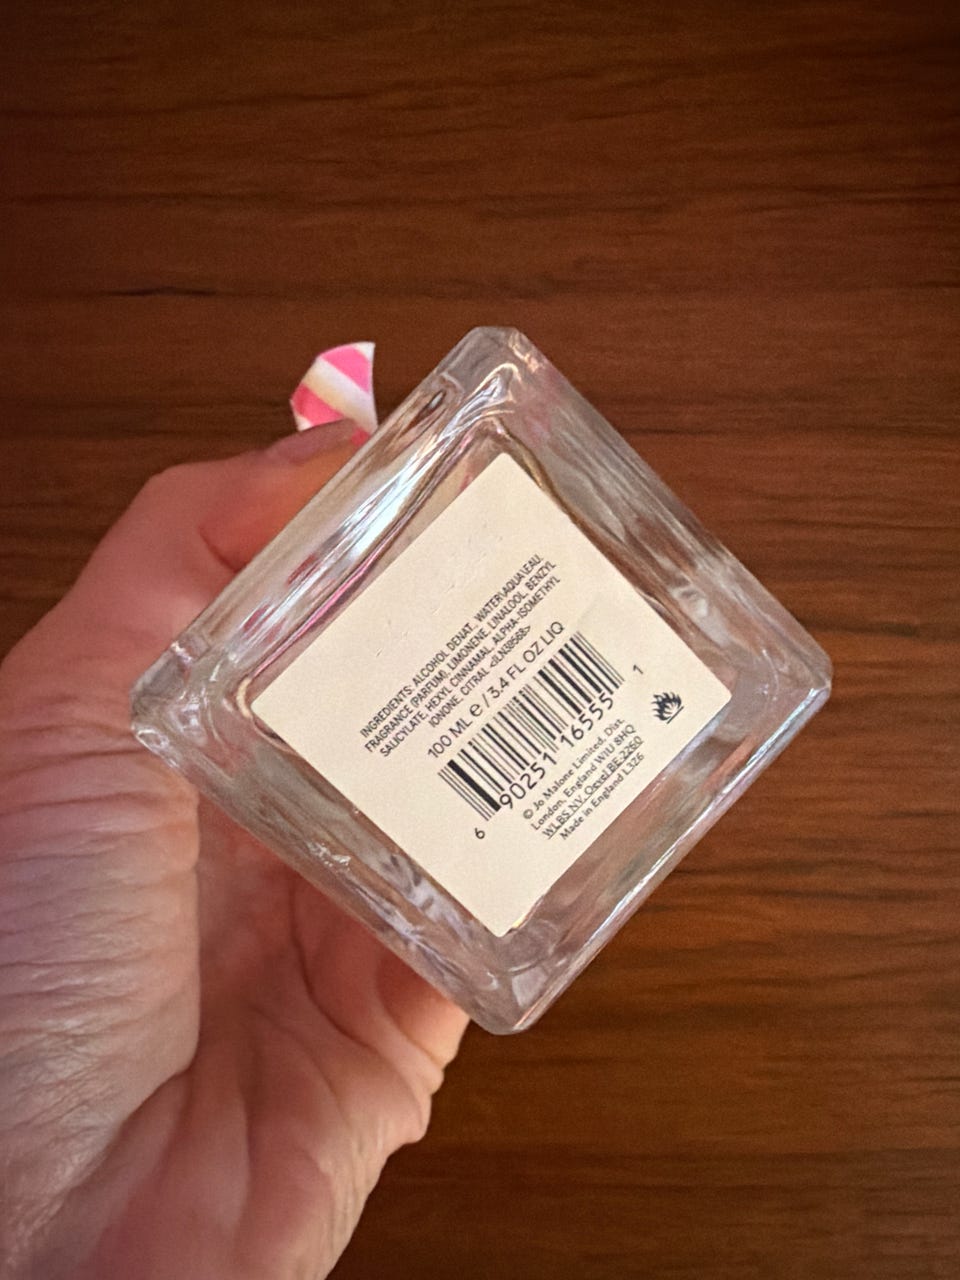 INGREDIENTS: ALCOHOL DENAT., WATER\AQUA\EAU,
FRAGRANCE (PARFUM), LIMONENE, LINALOOL, BENZYL
SALICYLATE, HEXYL CINNAMAL, ALPHA-ISOMETHYL
IONONE, CITRAL <ILN39568>
100 ML e / 3.4 FL OZ LIQ
6 90251 16555 1
© Jo Malone Limited, Dist.
London, England W1U 8HQ
WLBS NV, Oevel BE-2260
Made in England L326